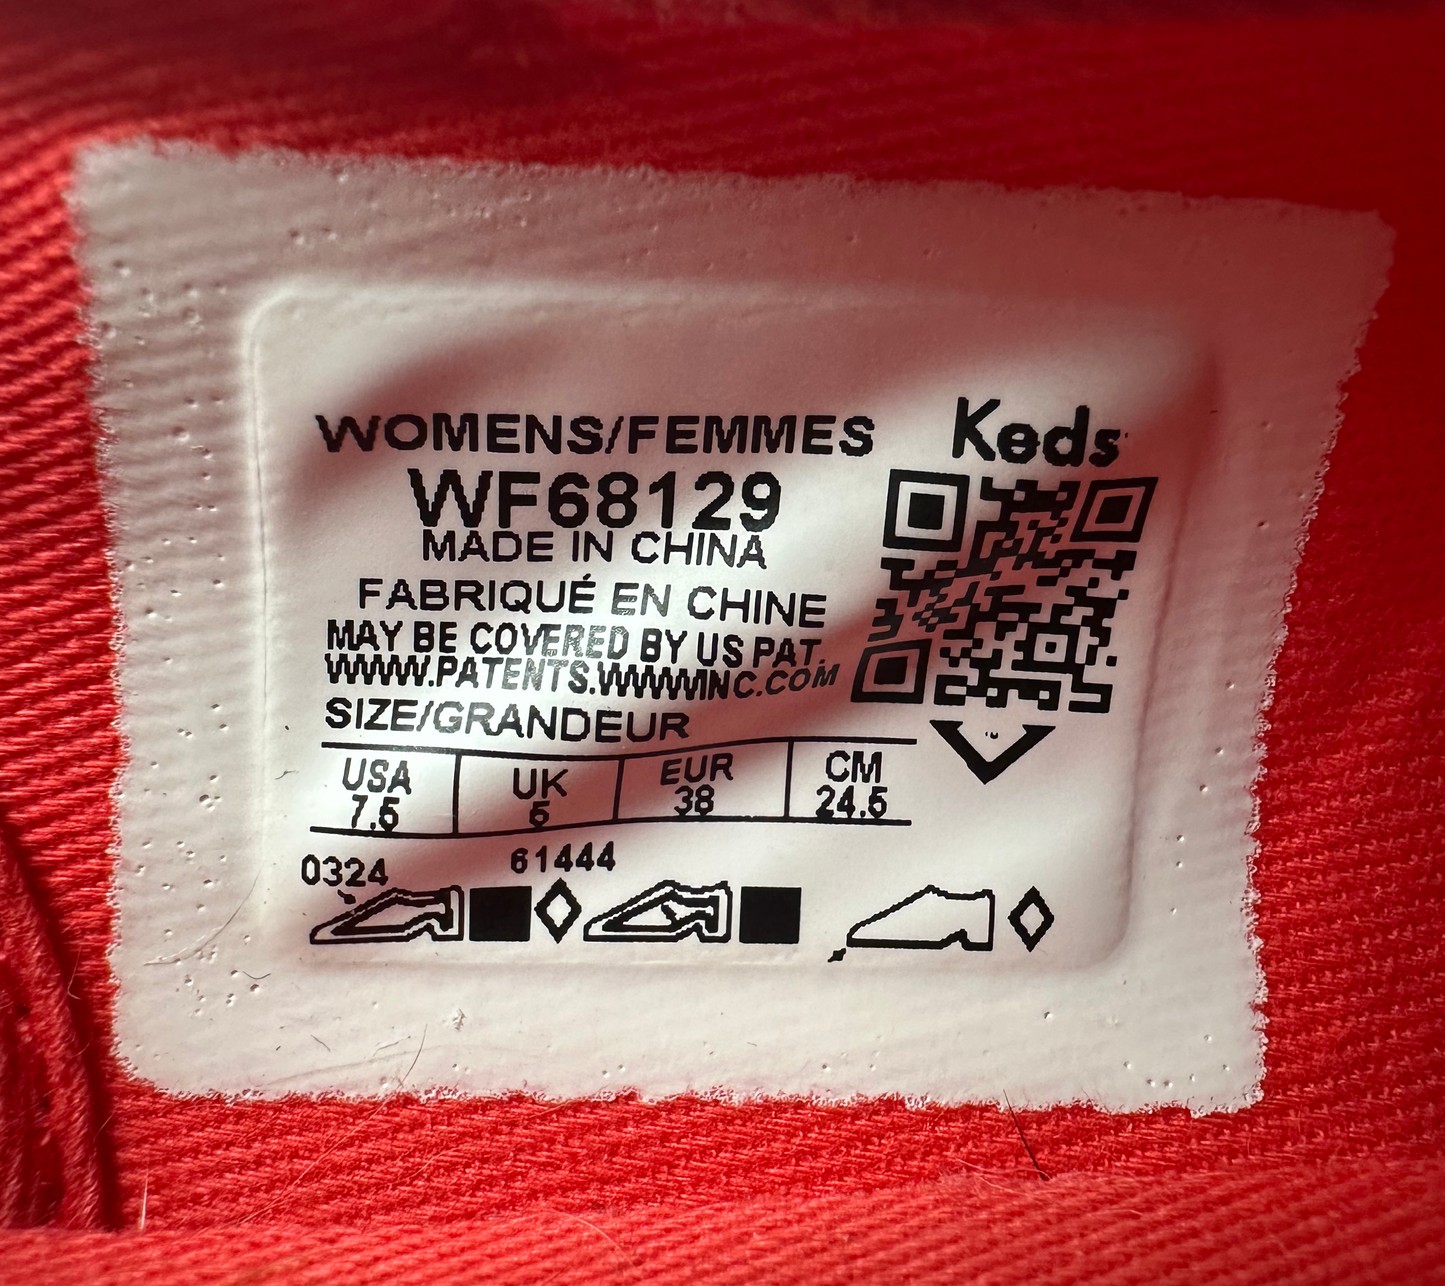 WOMENS/FEMMES
Keds
WF68129
MADE IN CHINA
FABRIQUÉ EN CHINE
MAY BE COVERED BY US PAT.
WWW.PATENTS.WWWINC.COM
SIZE/GRANDEUR
USA UK EUR CM
7.5 5 38 24.5
0324 61444